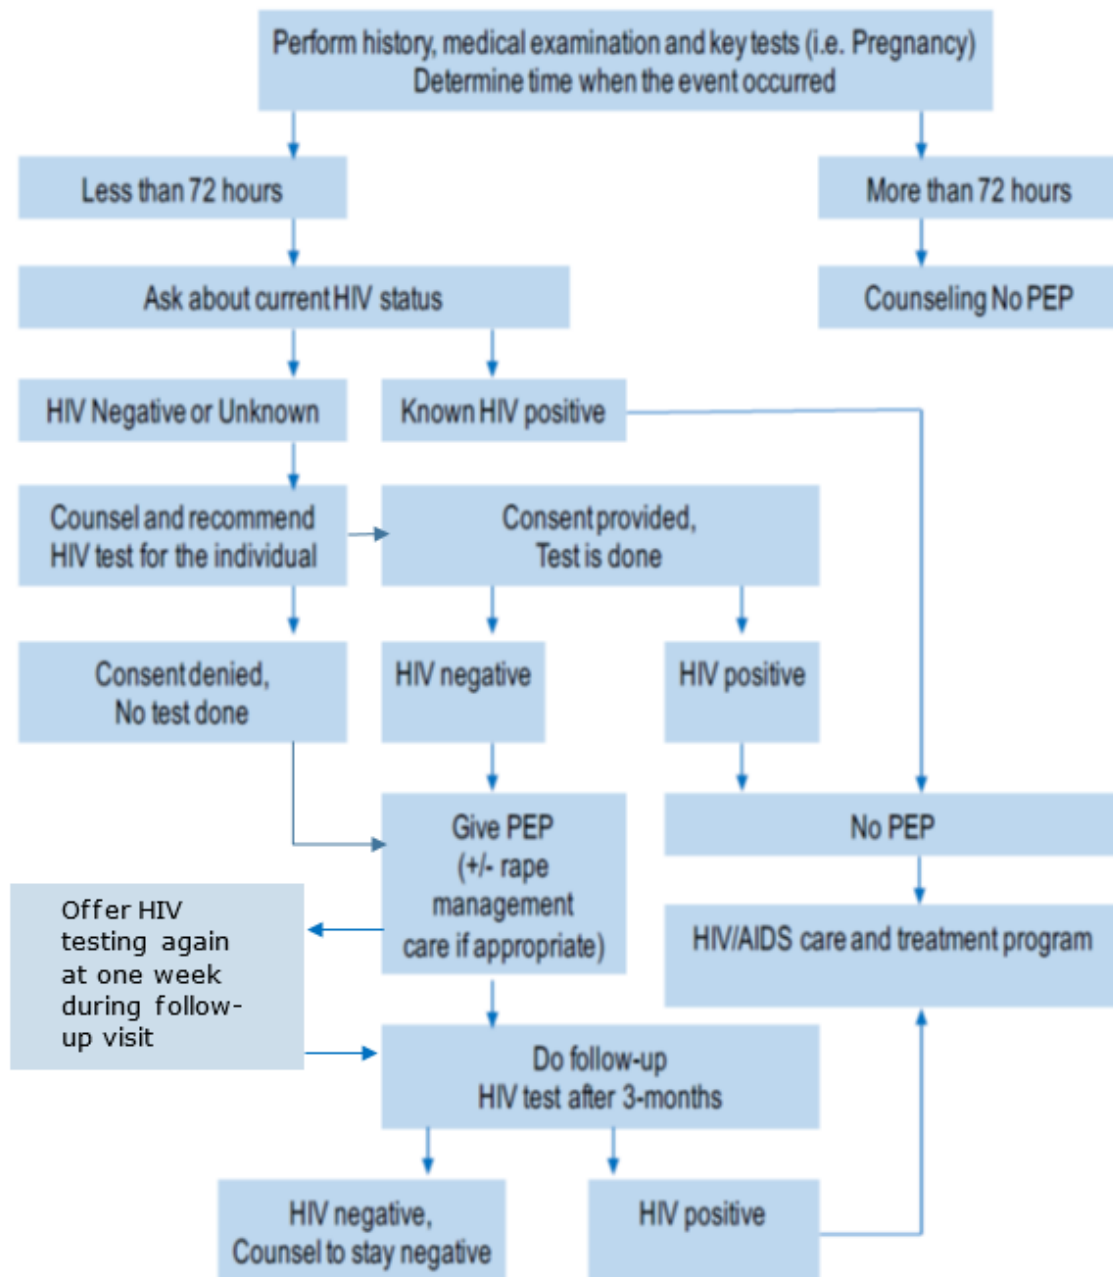 Perform history, medical examination and key tests (i.e. Pregnancy)
Determine time when the event occurred
Less than 72 hours
More than 72 hours
Ask about current HIV status
Counseling No PEP
HIV Negative or Unknown
Known HIV positive
Counsel and recommend
HIV test for the individual
Consent provided,
Test is done
Consent denied,
No test done
HIV negative
HIV positive
Give PEP
(+/- rape
management
care if appropriate)
No PEP
Offer HIV
testing again
at one week
during follow-
up visit
HIV/AIDS care and treatment program
Do follow-up
HIV test after 3-months
HIV negative,
Counsel to stay negative
HIV positive